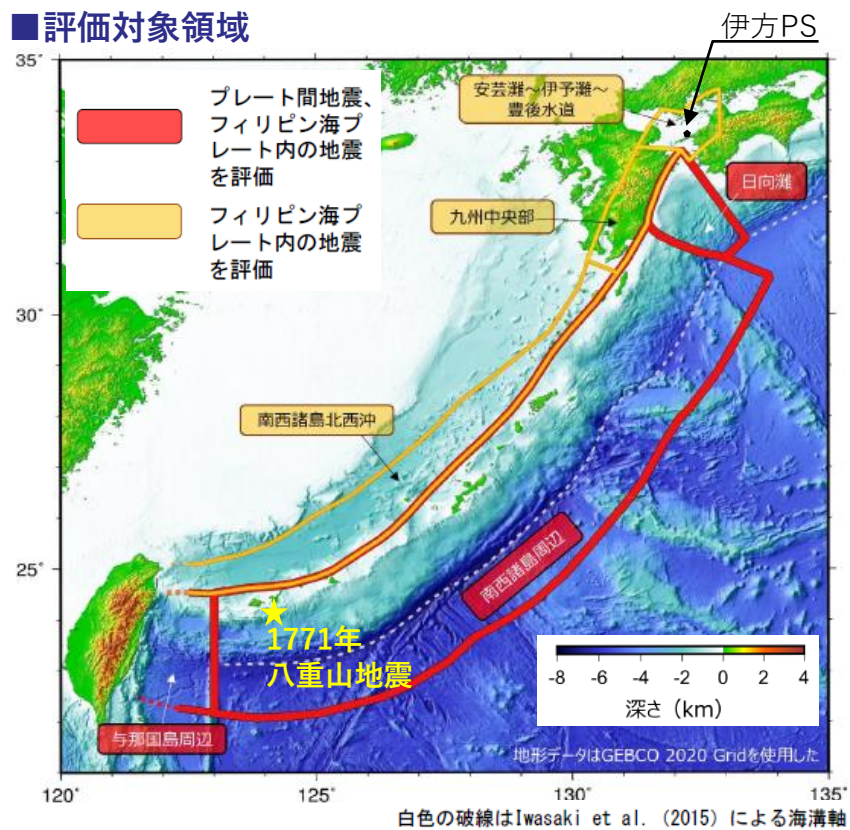 ■評価対象領域
伊方PS
プレート間地震、
フィリピン海プ
レート内の地震
を評価
フィリピン海プ
レート内の地震
を評価
安芸灘～伊予灘～
豊後水道
日向灘
九州中央部
南西諸島北西沖
南西諸島周辺
1771年
八重山地震
与那国島周辺
35°
30°
25°
-8 -6 -4 -2 0 2 4
深さ（km）
地形データはGEBCO 2020 Gridを使用した
120° 125° 130° 135°
白色の破線はIwasaki et al.（2015）による海溝軸